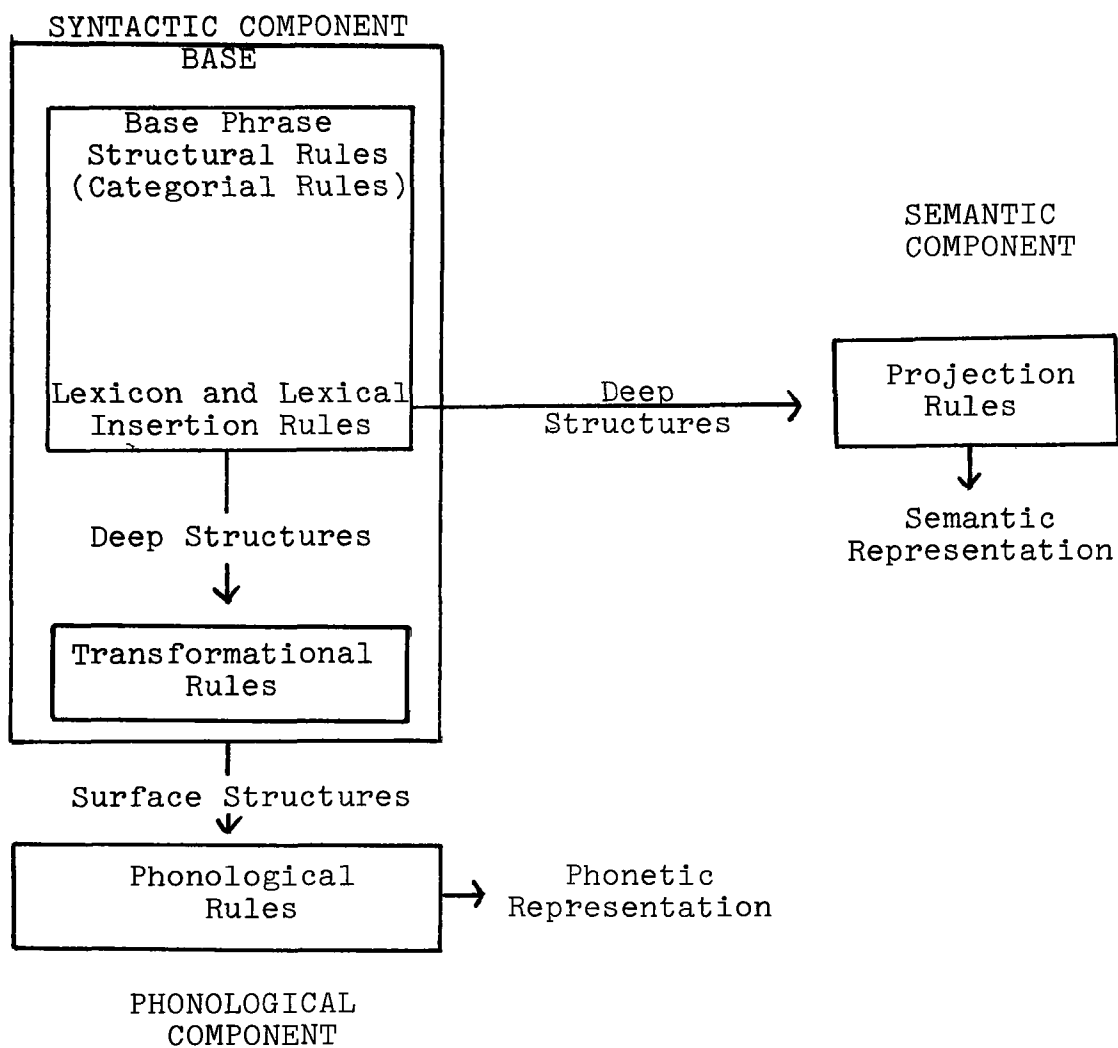 SYNTACTIC COMPONENT
BASE
Base Phrase
Structural Rules
(Categorial Rules)
SEMANTIC
COMPONENT
Lexicon and Lexical
Insertion Rules
Deep
Structures
Projection
Rules
Deep Structures
Semantic
Representation
Transformational
Rules
Surface Structures
Phonological
Rules
Phonetic
Representation
PHONOLOGICAL
COMPONENT